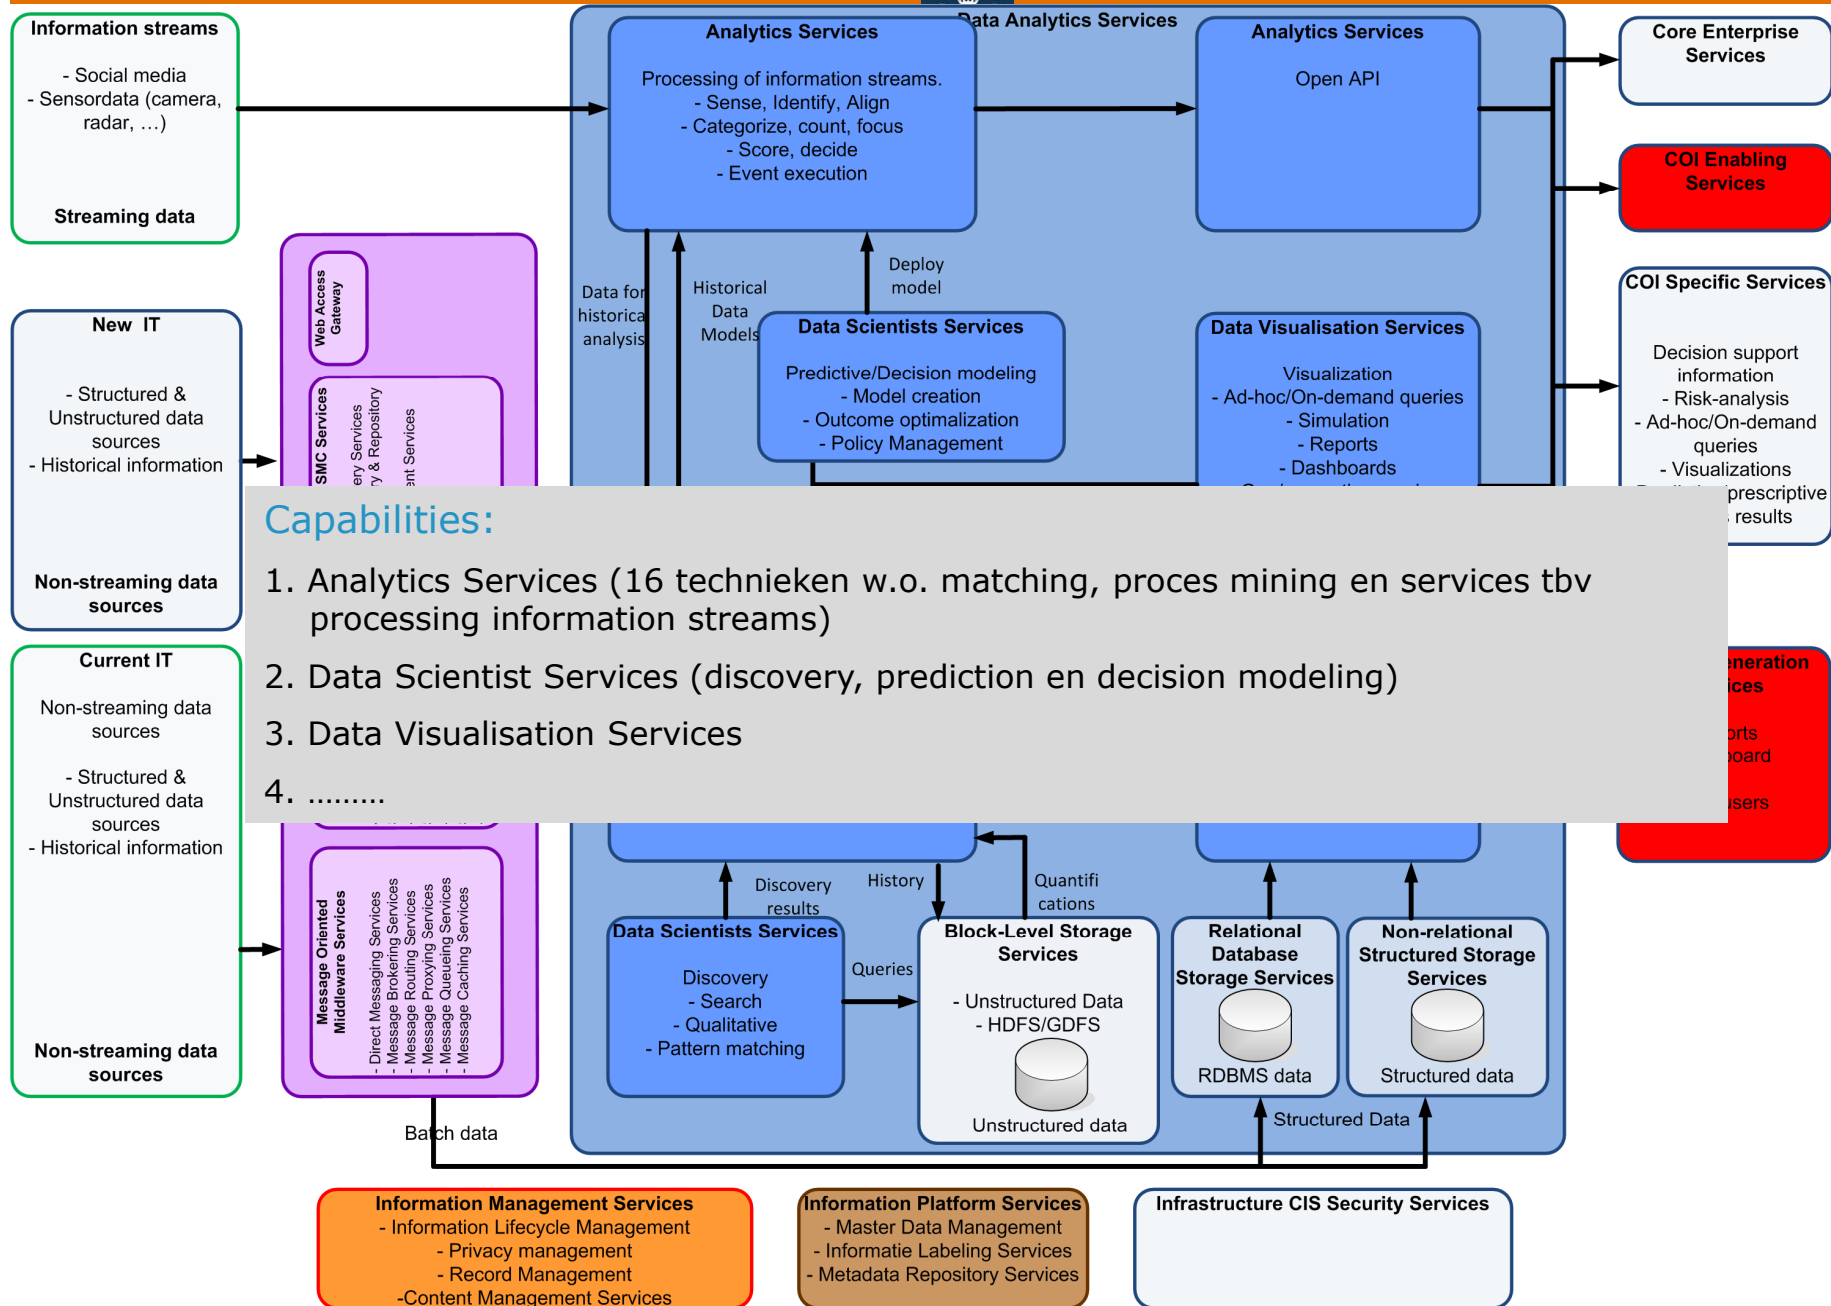 Data Analytics Services
Information streams
- Social media
- Sensordata (camera,
radar, …)
Streaming data
Analytics Services
Processing of information streams.
- Sense, Identify, Align
- Categorize, count, focus
- Score, decide
- Event execution
Analytics Services
Open API
Core Enterprise
Services
COI Enabling
Services
COI Specific Services
Decision support
information
- Risk-analysis
- Ad-hoc/On-demand
queries
- Visualizations
prescriptive
results
Web Access
Gateway
New IT
- Structured &
Unstructured data
sources
- Historical information
Non-streaming data
sources
SMC Services
Services
& Repository
Services
Data for
historica
analysis
Historical
Data
Models
Deploy
model
Data Scientists Services
Predictive/Decision modeling
- Model creation
- Outcome optimalization
- Policy Management
Data Visualisation Services
Visualization
- Ad-hoc/On-demand queries
- Simulation
- Reports
- Dashboards
Capabilities:
1. Analytics Services (16 technieken w.o. matching, proces mining en services tbv
processing information streams)
2. Data Scientist Services (discovery, prediction en decision modeling)
3. Data Visualisation Services
4. ………
Current IT
Non-streaming data
sources
- Structured &
Unstructured data
sources
- Historical information
Non-streaming data
sources
Message Oriented
Middleware Services
- Direct Messaging Services
- Message Brokering Services
- Message Routing Services
- Message Proxying Services
- Message Queueing Services
- Message Caching Services
Discovery
results
History
Quantifi
cations
Data Scientists Services
Discovery
- Search
- Qualitative
- Pattern matching
Queries
Block-Level Storage
Services
- Unstructured Data
- HDFS/GDFS
Unstructured data
Relational
Database
Storage Services
RDBMS data
Non-relational
Structured Storage
Services
Structured data
Batch data
Structured Data
Information Management Services
- Information Lifecycle Management
- Privacy management
- Record Management
-Content Management Services
Information Platform Services
- Master Data Management
- Informatie Labeling Services
- Metadata Repository Services
Infrastructure CIS Security Services